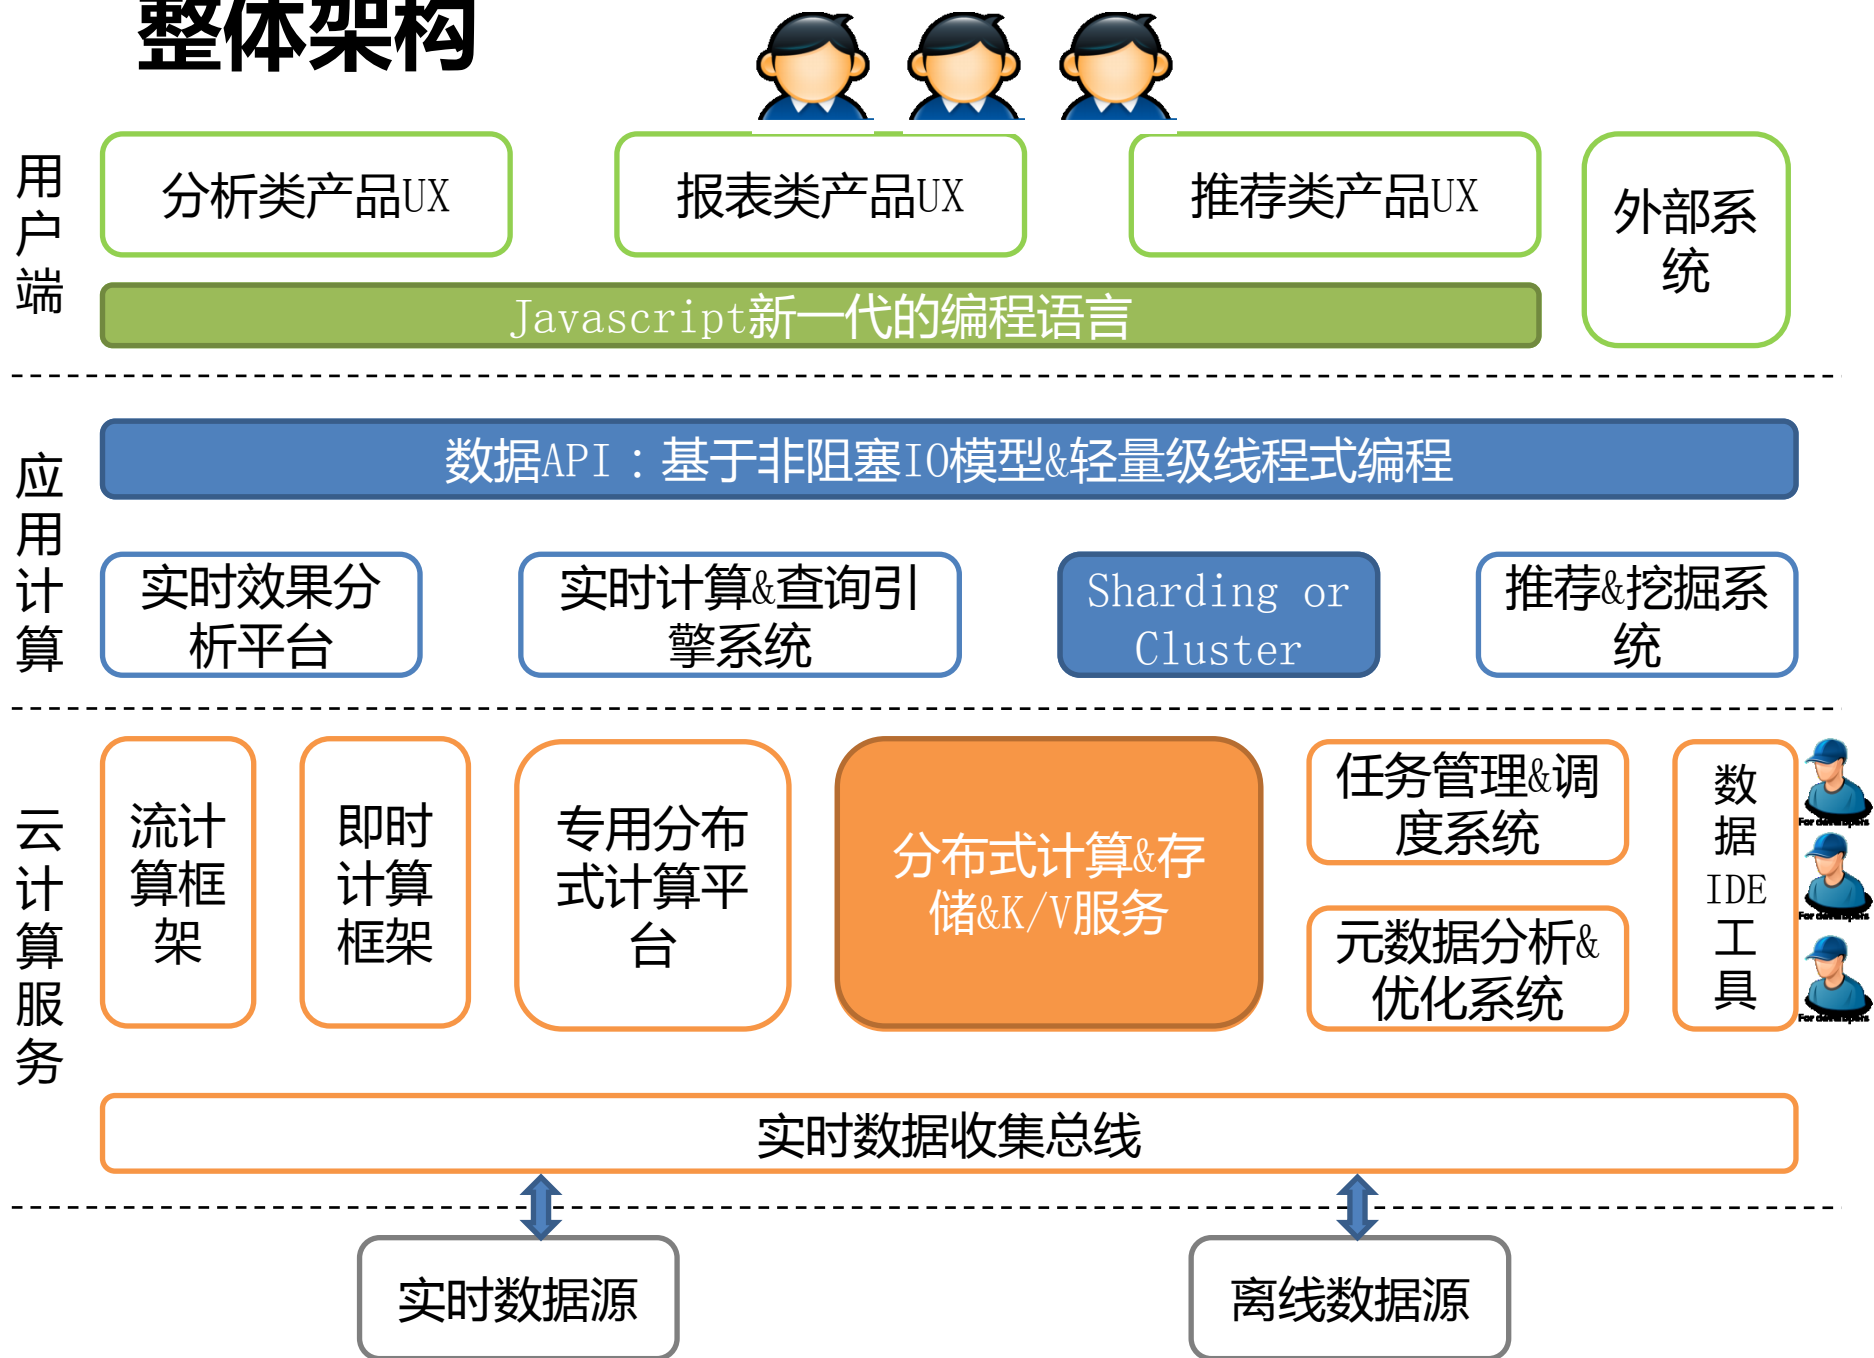 整体架构
用
户
端
分析类产品UX
报表类产品UX
推荐类产品UX
外部系
统
Javascript新一代的编程语言
应
用
计
算
数据API：基于非阻塞IO模型&轻量级线程式编程
实时效果分
析平台
实时计算&查询引
擎系统
Sharding or
Cluster
推荐&挖掘系
统
云
计
算
服
务
流计
算框
架
即时
计算
框架
专用分布
式计算平
台
分布式计算&存
储&K/V服务
任务管理&调
度系统
元数据分析&
优化系统
数
据
IDE
工
具
For developers
For developers
For developers
实时数据收集总线
实时数据源
离线数据源